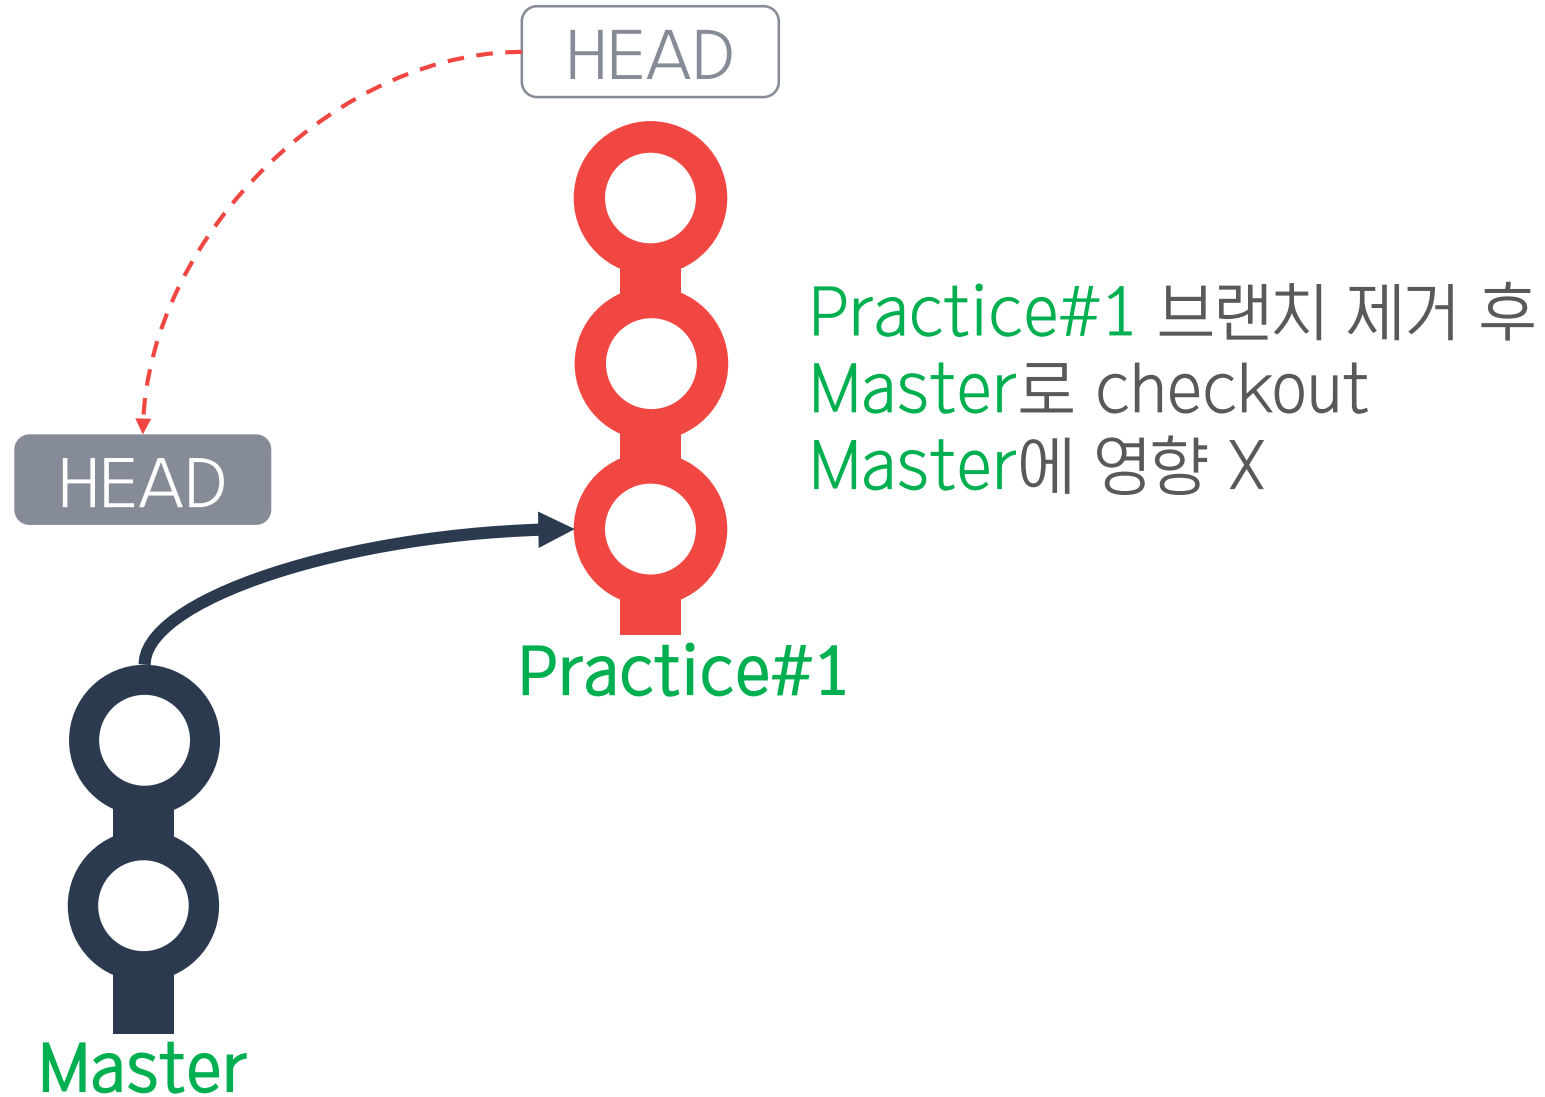 HEAD
Practice#1 브랜치 제거 후
Master로 checkout
Master에 영향 X
HEAD
Practice#1
Master